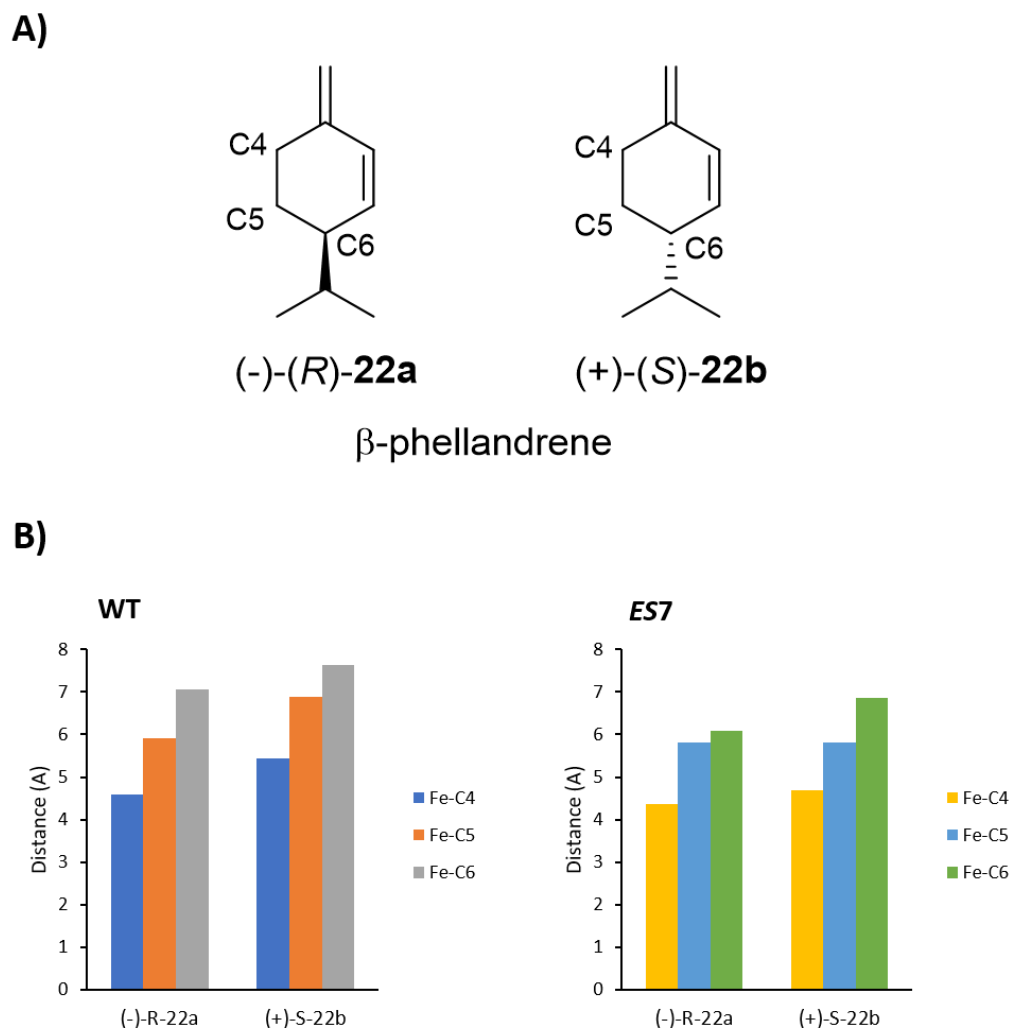 A)
C4 C4
C5 C5
C6 C6
(-)-(R)-22a (+)-(S)-22b
β-phellandrene
B)
WT ES7
8 8
7 7
6 6
5 5
4 4
3 3
2 2
1 1
0 0
Distance (A) Distance (A)
Fe-C4 Fe-C4
Fe-C5 Fe-C5
Fe-C6 Fe-C6
(-)-R-22a (+)-S-22b (-)-R-22a (+)-S-22b